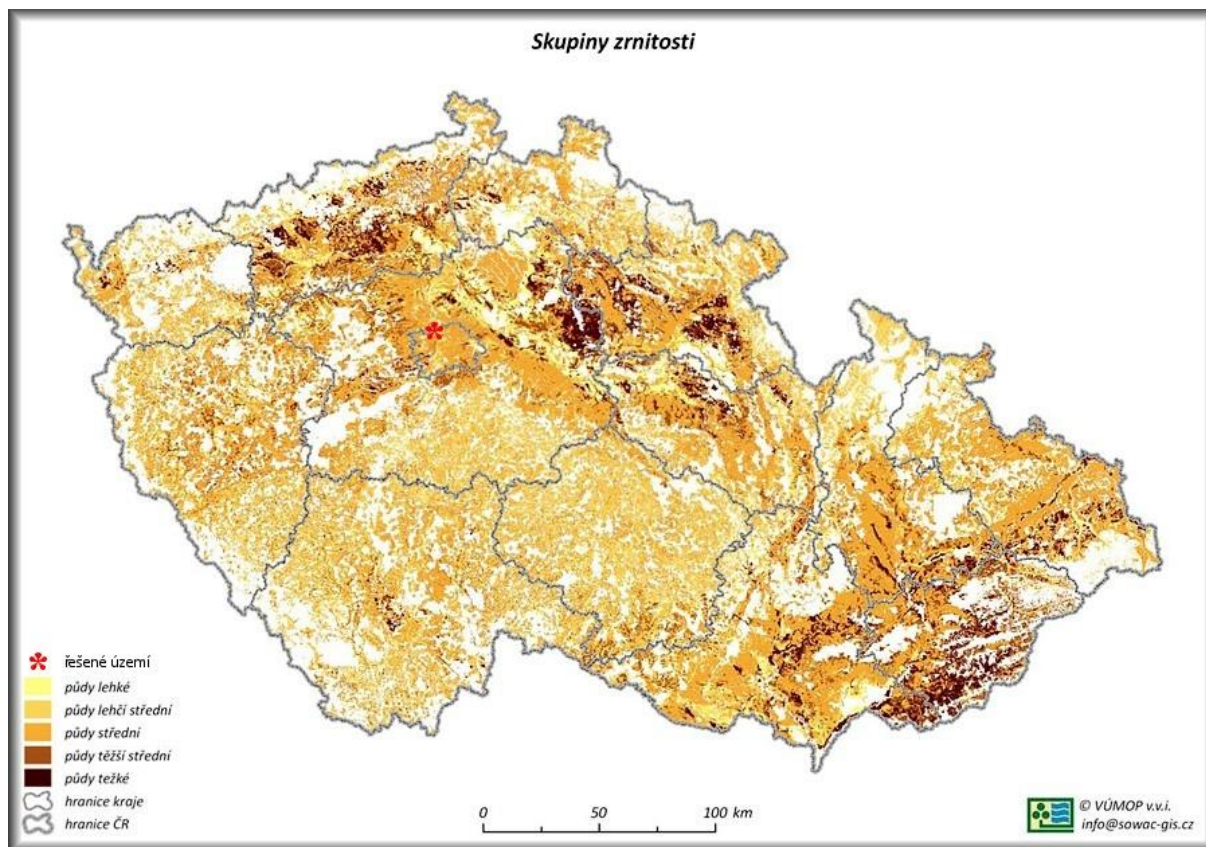 Skupiny zrnitosti
řešené území
půdy lehké
půdy lehčí střední
půdy střední
půdy těžší střední
půdy težké
hranice kraje
hranice ČR
0 50 100 km
© VÚMOP v.v.i.
info@sowac-gis.cz